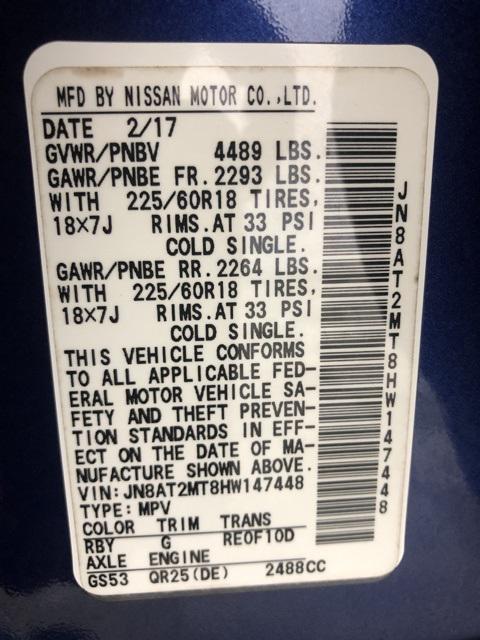 MFD BY NISSAN MOTOR CO.,LTD.
DATE 2/17
GVWR/PNBV 4489 LBS.
GAWR/PNBE FR. 2293 LBS.
WITH 225/60R18 TIRES,
18×7J RIMS. AT 33 PSI
COLD SINGLE.
GAWR/PNBE RR. 2264 LBS.
WITH 225/60R18 TIRES,
18×7J RIMS. AT 33 PSI
COLD SINGLE.
THIS VEHICLE CONFORMS
TO ALL APPLICABLE FED-
ERAL MOTOR VEHICLE SA-
FETY AND THEFT PREVEN-
TION STANDARDS IN EFF-
ECT ON THE DATE OF MA-
NUFACTURE SHOWN ABOVE.
VIN: JN8AT2MT8HW147448
TYPE: MPV
COLOR TRIM TRANS
RBY G RE0F10D
AXLE ENGINE
GS53 QR25(DE) 2488CC
JN8AT2MT8HW147448